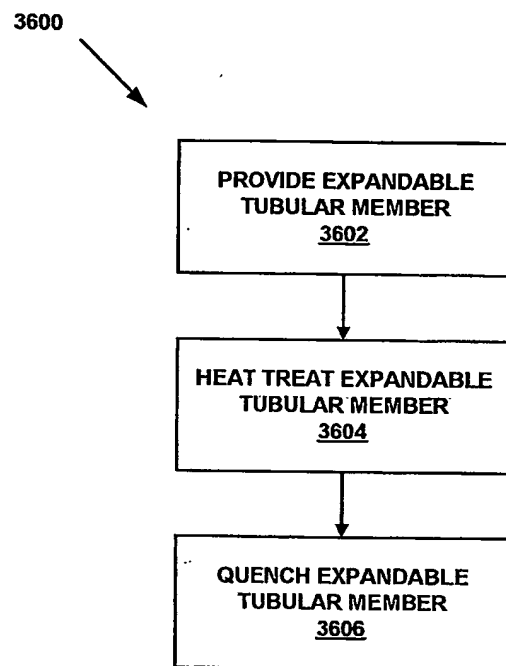 3600
PROVIDE EXPANDABLE
TUBULAR MEMBER
3602
HEAT TREAT EXPANDABLE
TUBULAR MEMBER
3604
QUENCH EXPANDABLE
TUBULAR MEMBER
3606